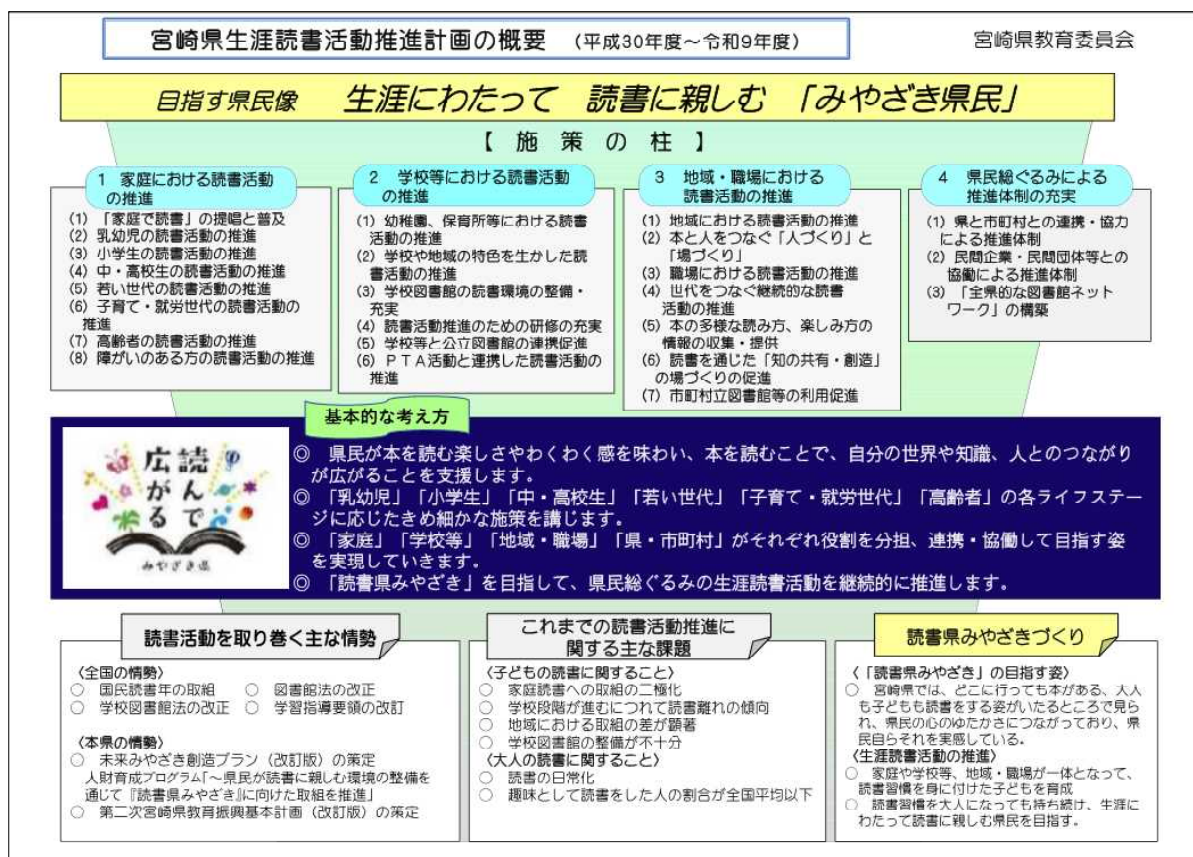 宮崎県生涯読書活動推進計画の概要 (平成30年度～令和9年度)
宮崎県教育委員会
目指す県民像 生涯にわたって 読書に親しむ 「みやざき県民」
【 施 策 の 柱 】
1 家庭における読書活動
の推進
(1)「家庭で読書」の提唱と普及
(2) 乳幼児の読書活動の推進
(3) 小学生の読書活動の推進
(4) 中・高校生の読書活動の推進
(5) 若い世代の読書活動の推進
(6) 子育て・就労世代の読書活動の
推進
(7) 高齢者の読書活動の推進
(8) 障がいのある方の読書活動の推進
2 学校等における読書活動
の推進
(1) 幼稚園、保育所等における読書
活動の推進
(2) 学校や地域の特色を生かした読
書活動の推進
(3) 学校図書館の読書環境の整備・
充実
(4) 読書活動推進のための研修の充実
(5) 学校等と公立図書館の連携促進
(6) PTA活動と連携した読書活動の
推進
3 地域・職場における
読書活動の推進
(1) 地域における読書活動の推進
(2) 本と人をつなぐ「人づくり」と
「場づくり」
(3) 職場における読書活動の推進
(4) 世代をつなぐ継続的な読書
活動の推進
(5) 本の多様な読み方、楽しみ方の
情報の収集・提供
(6) 読書を通じた「知の共有・創造」
の場づくりの促進
(7) 市町村立図書館等の利用促進
4 県民総ぐるみによる
推進体制の充実
(1) 県と市町村との連携・協力
による推進体制
(2) 民間企業・民間団体等との
協働による推進体制
(3) 「全県的な図書館ネット
ワーク」の構築
基本的な考え方
読んで
広がる
みやざき県
◎ 県民が本を読む楽しさやわくわく感を味わい、本を読むことで、自分の世界や知識、人とのつながり
が広がることを支援します。
◎ 「乳幼児」「小学生」「中・高校生」「若い世代」「子育て・就労世代」「高齢者」の各ライフステー
ジに応じたきめ細かな施策を講じます。
◎ 「家庭」「学校等」「地域・職場」「県・市町村」がそれぞれ役割を分担、連携・協働して目指す姿
を実現していきます。
◎ 「読書県みやざき」を目指して、県民総ぐるみの生涯読書活動を継続的に推進します。
読書活動を取り巻く主な情勢
〈全国の情勢〉
○ 国民読書年の取組 ○ 図書館法の改正
○ 学校図書館法の改正 ○ 学習指導要領の改訂
〈本県の情勢〉
○ 未来みやざき創造プラン（改訂版）の策定
人財育成プログラム「～県民が読書に親しむ環境の整備を
通じて『読書県みやざき』に向けた取組を推進」
○ 第二次宮崎県教育振興基本計画（改訂版）の策定
これまでの読書活動推進に
関する主な課題
〈子どもの読書に関すること〉
○ 家庭読書への取組の二極化
○ 学校段階が進むにつれて読書離れの傾向
○ 地域における取組の差が顕著
○ 学校図書館の整備が不十分
〈大人の読書に関すること〉
○ 読書の日常化
○ 趣味として読書をした人の割合が全国平均以下
読書県みやざきづくり
〈「読書県みやざき」の目指す姿〉
○ 宮崎県では、どこに行っても本がある、大人
も子どもも読書をする姿がいたるところで見ら
れ、県民の心のゆたかさにつながっており、県
民自らそれを実感している。
〈生涯読書活動の推進〉
○ 家庭や学校等、地域・職場が一体となって、
読書習慣を身に付けた子どもを育成
○ 読書習慣を大人になっても持ち続け、生涯に
わたって読書に親しむ県民を目指す。